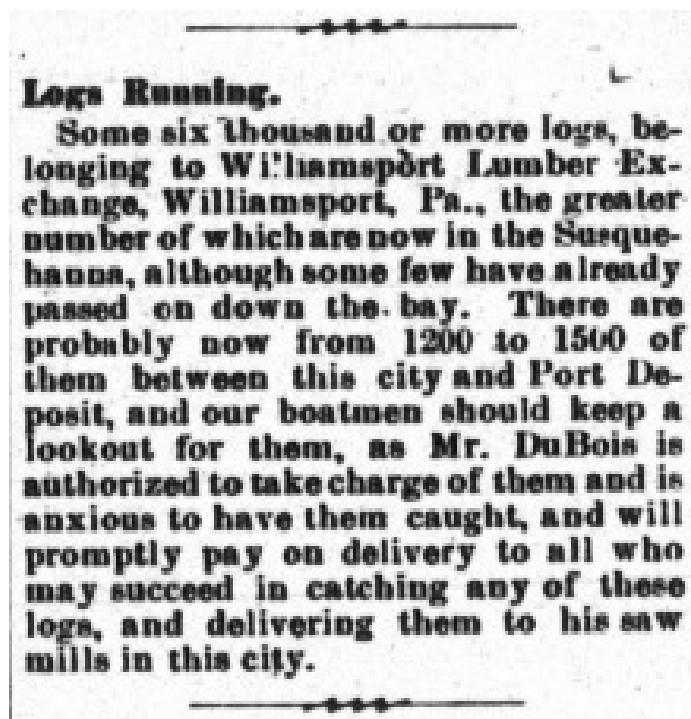 Logs Running.
Some six thousand or more logs, be-
longing to Williamsport Lumber Ex-
change, Williamsport, Pa., the greater
number of which are now in the Susque-
hanna, although some few have already
passed on down the bay. There are
probably now from 1200 to 1500 of
them between this city and Port De-
posit, and our boatmen should keep a
lookout for them, as Mr. DuBois is
authorized to take charge of them and is
anxious to have them caught, and will
promptly pay on delivery to all who
may succeed in catching any of these
logs, and delivering them to his saw
mills in this city.